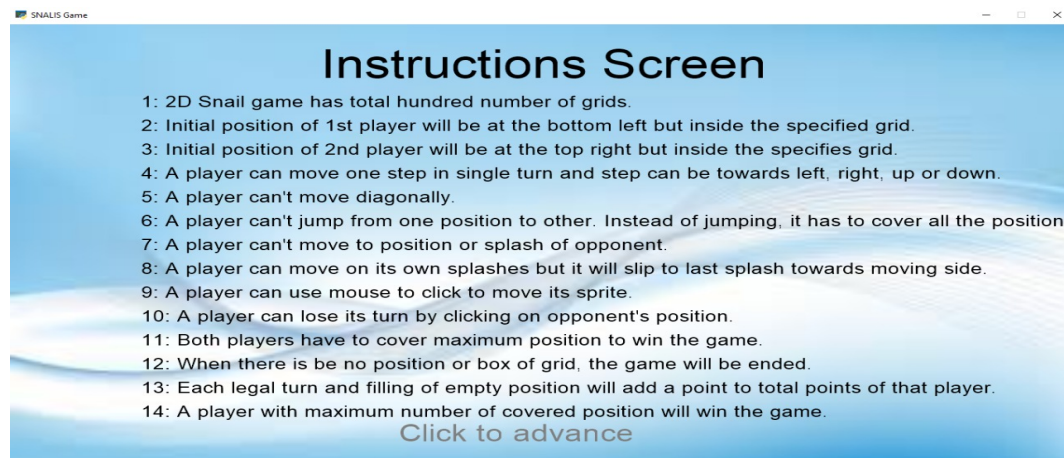 SNALIS Game
Instructions Screen
1: 2D Snail game has total hundred number of grids.
2: Initial position of 1st player will be at the bottom left but inside the specified grid.
3: Initial position of 2nd player will be at the top right but inside the specifies grid.
4: A player can move one step in single turn and step can be towards left, right, up or down.
5: A player can't move diagonally.
6: A player can't jump from one position to other. Instead of jumping, it has to cover all the position
7: A player can't move to position or splash of opponent.
8: A player can move on its own splashes but it will slip to last splash towards moving side.
9: A player can use mouse to click to move its sprite.
10: A player can lose its turn by clicking on opponent's position.
11: Both players have to cover maximum position to win the game.
12: When there is be no position or box of grid, the game will be ended.
13: Each legal turn and filling of empty position will add a point to total points of that player.
14: A player with maximum number of covered position will win the game.
Click to advance